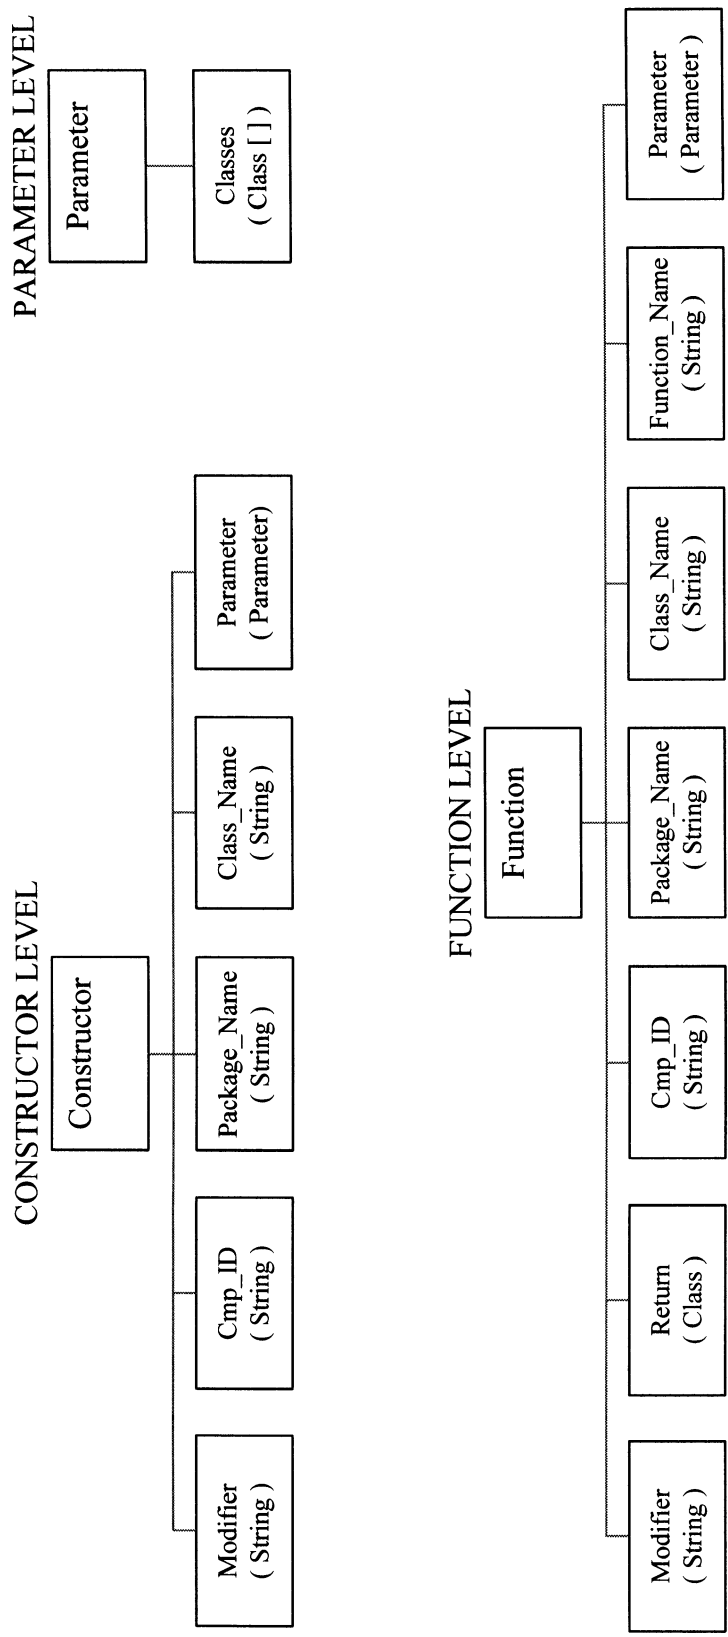 CONSTRUCTOR LEVEL
Constructor
Modifier
( String )
Cmp_ID
( String )
Package_Name
( String )
Class_Name
( String )
Parameter
( Parameter)
PARAMETER LEVEL
Parameter
Classes
( Class [ ] )
FUNCTION LEVEL
Function
Modifier
( String )
Return
( Class )
Cmp_ID
( String )
Package_Name
( String )
Class_Name
( String )
Function_Name
( String )
Parameter
( Parameter )